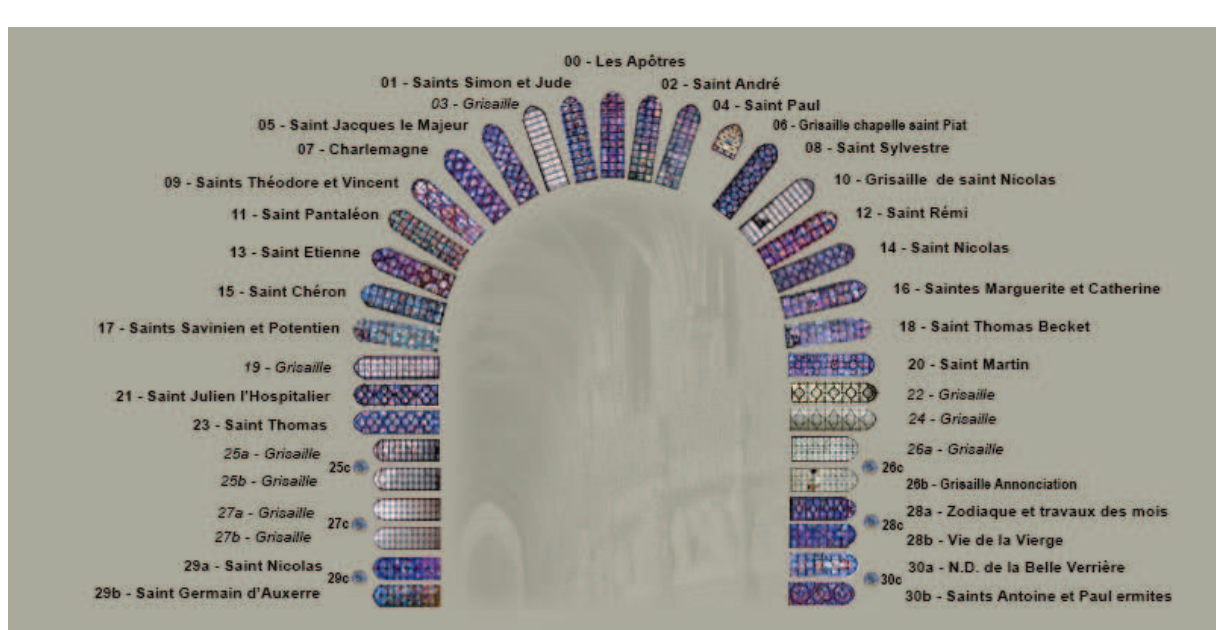 00 - Les Apôtres
01 - Saints Simon et Jude
02 - Saint André
03 - Grisaille
04 - Saint Paul
05 - Saint Jacques le Majeur
06 - Grisaille chapelle saint Piat
07 - Charlemagne
08 - Saint Sylvestre
09 - Saints Théodore et Vincent
10 - Grisaille de saint Nicolas
11 - Saint Pantaléon
12 - Saint Rémi
13 - Saint Etienne
14 - Saint Nicolas
15 - Saint Chéron
16 - Saintes Marguerite et Catherine
17 - Saints Savinien et Potentien
18 - Saint Thomas Becket
19 - Grisaille
20 - Saint Martin
21 - Saint Julien l'Hospitalier
22 - Grisaille
23 - Saint Thomas
24 - Grisaille
25a - Grisaille
26a - Grisaille
25c
26c
25b - Grisaille
26b - Grisaille Annonciation
27a - Grisaille
28a - Zodiaque et travaux des mois
27c
28c
27b - Grisaille
28b - Vie de la Vierge
29a - Saint Nicolas
30a - N.D. de la Belle Verrière
29c
30c
29b - Saint Germain d'Auxerre
30b - Saints Antoine et Paul ermites